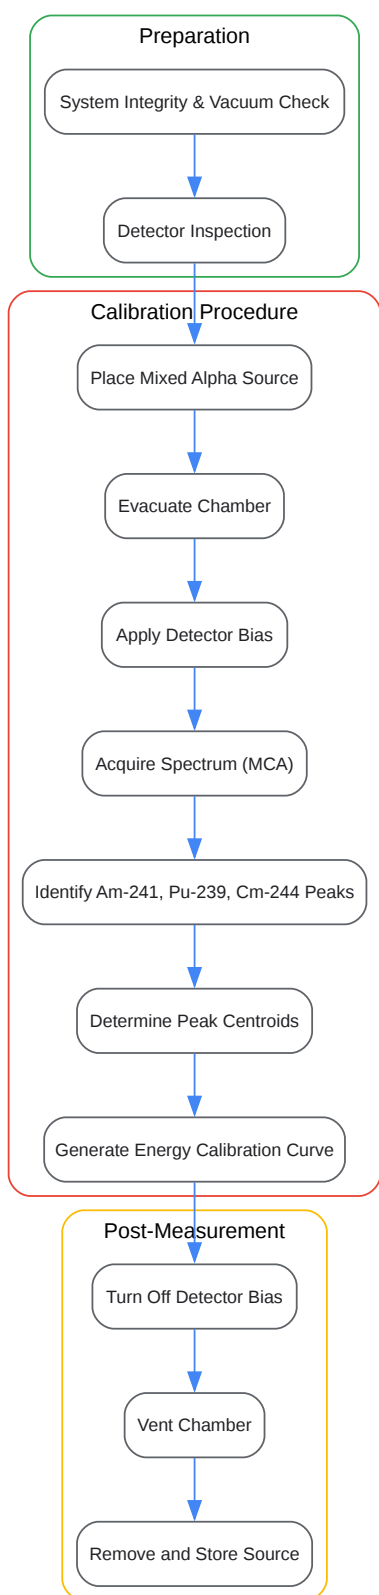 Preparation
System Integrity & Vacuum Check
Detector Inspection
Calibration Procedure
Place Mixed Alpha Source
Evacuate Chamber
Apply Detector Bias
Acquire Spectrum (MCA)
Identify Am-241, Pu-239, Cm-244 Peaks
Determine Peak Centroids
Generate Energy Calibration Curve
Post-Measurement
Turn Off Detector Bias
Vent Chamber
Remove and Store Source